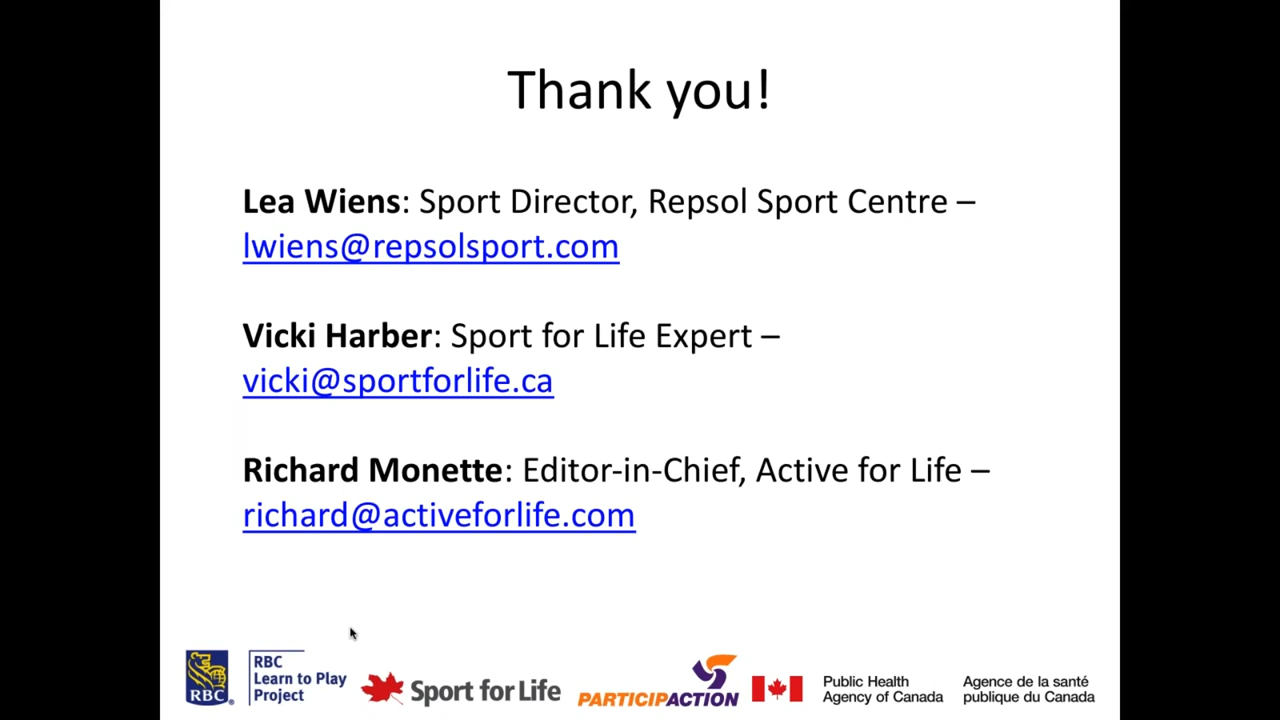 Thank you!
Lea Wiens: Sport Director, Repsol Sport Centre –
lwiens@repsolsport.com
Vicki Harber: Sport for Life Expert –
vicki@sportforlife.ca
Richard Monette: Editor-in-Chief, Active for Life –
richard@activeforlife.com
RBC®
RBC
Learn to Play
Project
Sport for Life
PARTICIPACTION
Public Health
Agency of Canada
Agence de la santé
publique du Canada